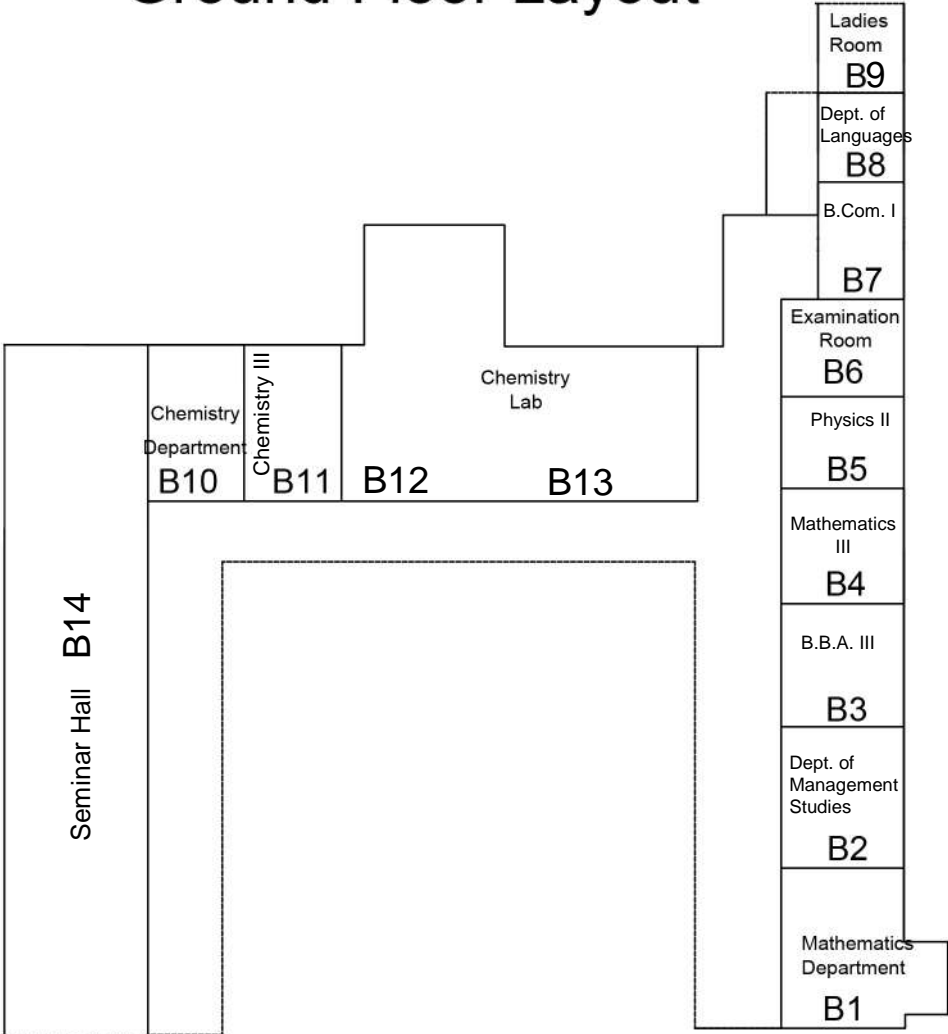 Ground Floor Layout
Ladies
Room
B9
Dept. of
Languages
B8
B.Com. I
B7
Examination
Room
B6
Physics II
B5
Mathematics
III
B4
B.B.A. III
B3
Dept. of
Management
Studies
B2
Mathematics
Department
B1
Chemistry
Department
B10
Chemistry III
B11
Chemistry
Lab
B12
B13
Seminar Hall B14